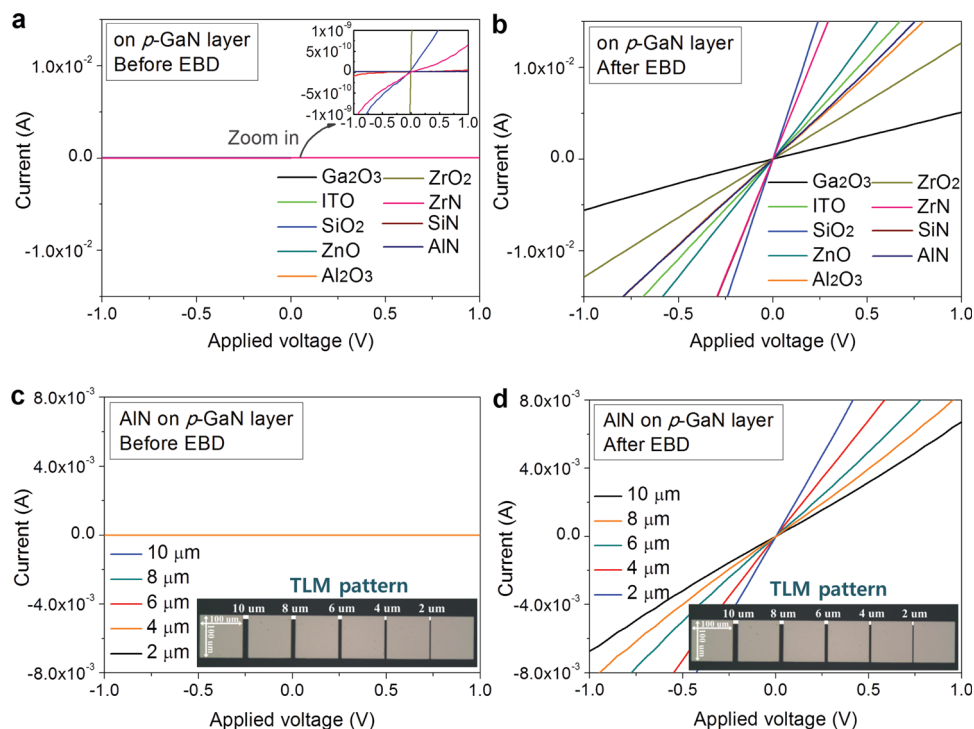 a
on p-GaN layer
Before EBD
1x10⁻⁹
5x10⁻¹⁰
0
-5x10⁻¹⁰
-1x10⁻⁹
-1.0 -0.5 0.0 0.5 1.0
Zoom in
1.0x10⁻²
0.0
-1.0x10⁻²
Current (A)
Ga₂O₃
ITO
SiO₂
ZnO
Al₂O₃
ZrO₂
ZrN
SiN
AlN
-1.0 -0.5 0.0 0.5 1.0
Applied voltage (V)
b
on p-GaN layer
After EBD
1.0x10⁻²
0.0
-1.0x10⁻²
Current (A)
Ga₂O₃
ITO
SiO₂
ZnO
Al₂O₃
ZrO₂
ZrN
SiN
AlN
-1.0 -0.5 0.0 0.5 1.0
Applied voltage (V)
c
AlN on p-GaN layer
Before EBD
8.0x10⁻³
4.0x10⁻³
0.0
-4.0x10⁻³
-8.0x10⁻³
Current (A)
10 μm
8 μm
6 μm
4 μm
2 μm
TLM pattern
10 um 8 um 6 um 4 um 2 um
100 um
100 um
-1.0 -0.5 0.0 0.5 1.0
Applied voltage (V)
d
AlN on p-GaN layer
After EBD
8.0x10⁻³
4.0x10⁻³
0.0
-4.0x10⁻³
-8.0x10⁻³
Current (A)
10 μm
8 μm
6 μm
4 μm
2 μm
TLM pattern
10 um 8 um 6 um 4 um 2 um
100 um
100 um
-1.0 -0.5 0.0 0.5 1.0
Applied voltage (V)